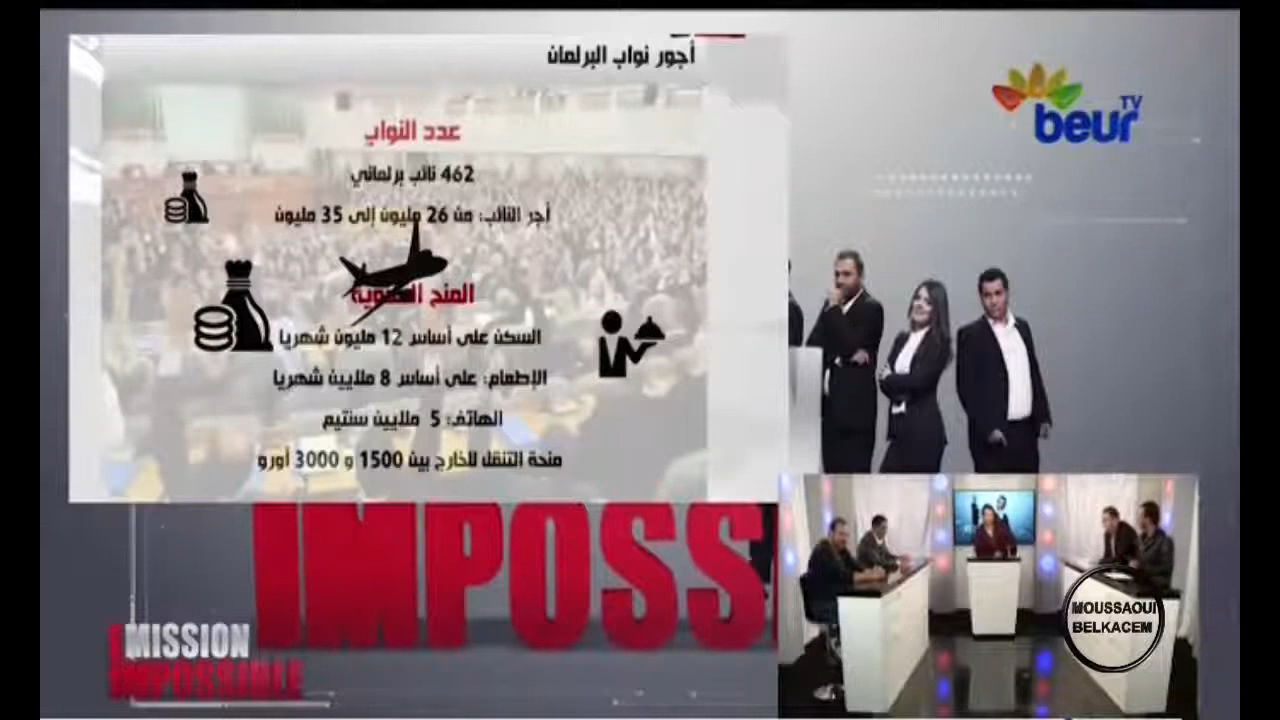 أجور نواب البرلمان
عدد النواب
462 نائب برلماني
أجر النائب: من 26 مليون إلى 35 مليون
المنح
السكن على أساس 12 مليون شهريا
الإطعام: على أساس 8 ملايين شهريا
الهاتف: 5 ملايين سنتيم
منحة التنقل للخارج بين 1500 و 3000 أورو
beur TV
IMPOSS
MISSION
IMPOSSIBLE
MOUSSAOUI
BELKACEM